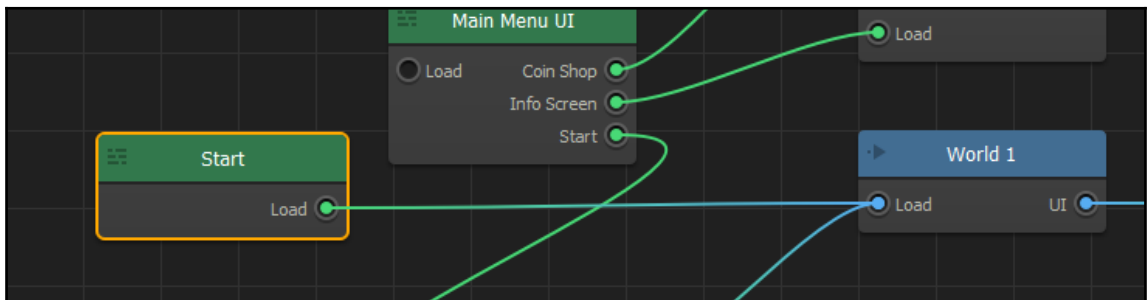 Main Menu UI
Load
Load
Coin Shop
Info Screen
Start
Start
Load
World 1
Load
UI